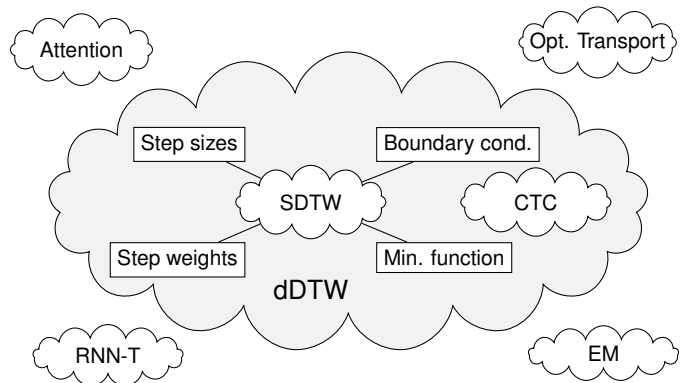 Attention
Opt. Transport
Step sizes
Boundary cond.
SDTW
CTC
Step weights
Min. function
dDTW
RNN-T
EM